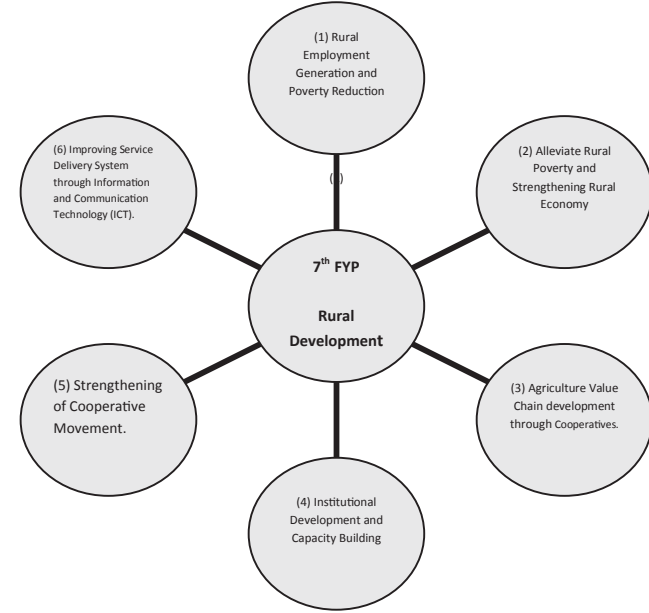 (1) Rural
Employment
Generation and
Poverty Reduction
(6) Improving Service
Delivery System
through Information
and Communication
Technology (ICT).
(2) Alleviate Rural
Poverty and
Strengthening Rural
Economy
7th FYP
Rural
Development
(5) Strengthening
of Cooperative
Movement.
(3) Agriculture Value
Chain development
through Cooperatives.
(4) Institutional
Development and
Capacity Building